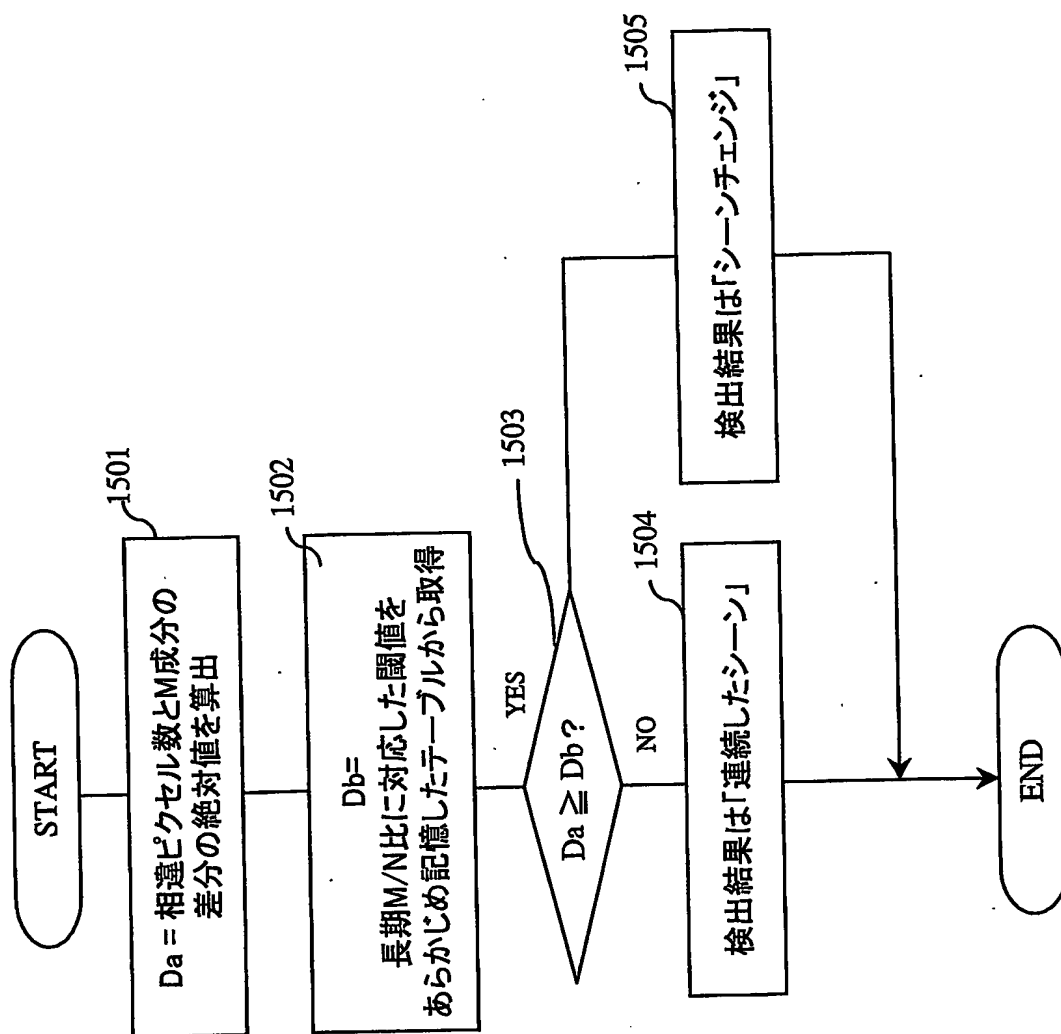 START
1501
Da = 相違ピクセル数とM成分の
差分の絶対値を算出
1502
Db=
長期M/N比に対応した閾値を
あらかじめ記憶したテーブルから取得
1503
Da ≧ Db ?
YES
NO
1504
検出結果は「連続したシーン」
1505
検出結果は「シーンチェンジ」
END